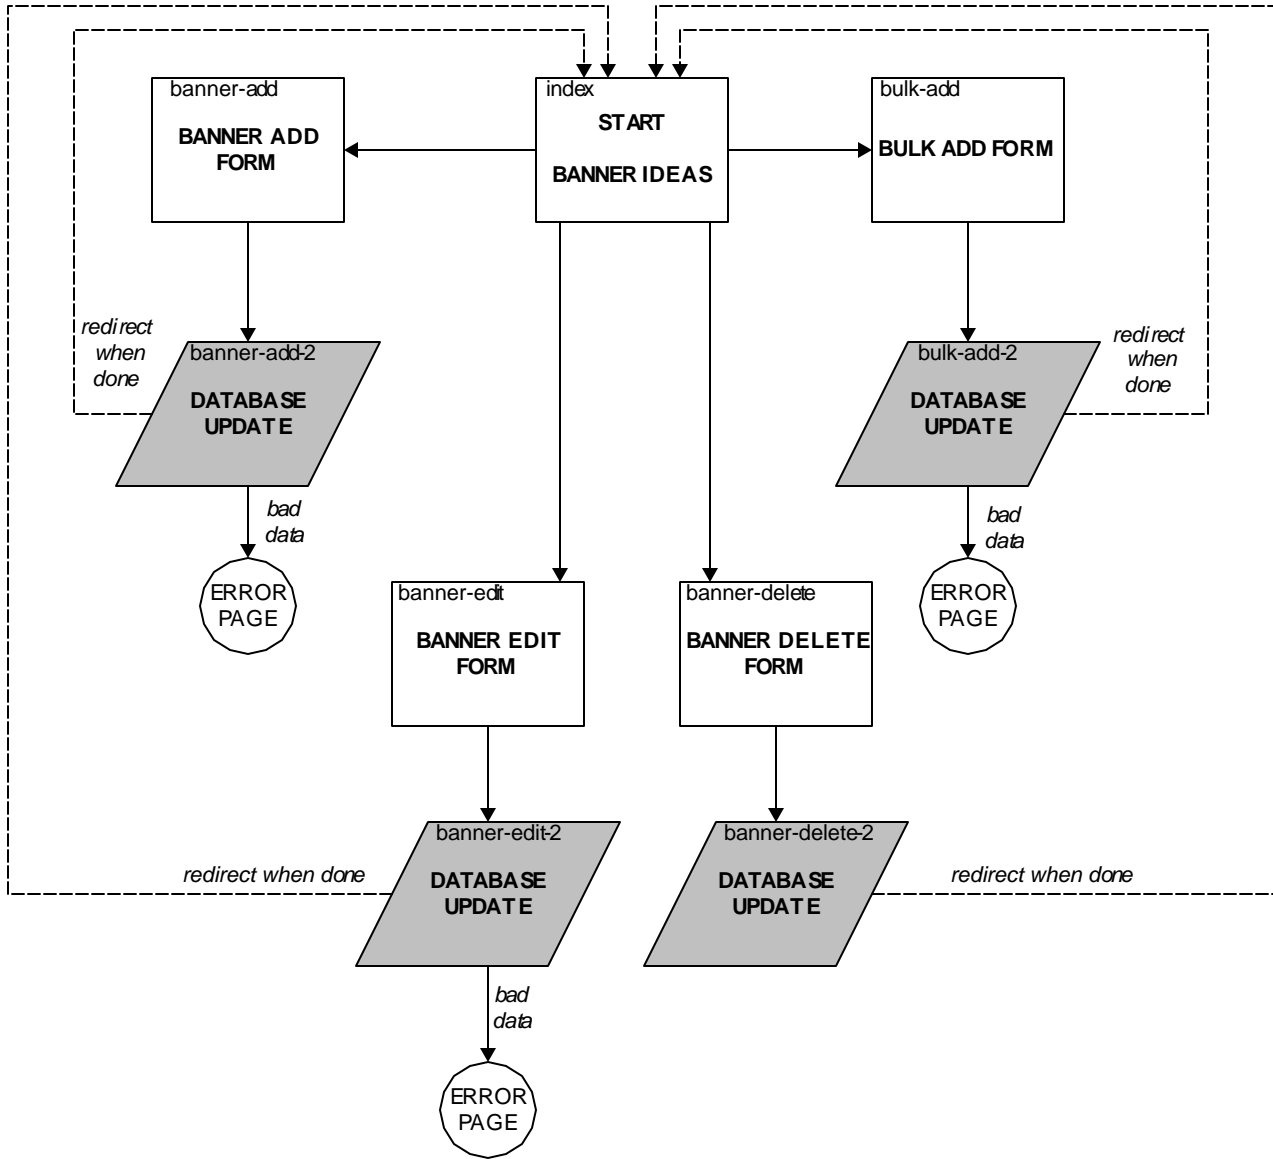 banner-add
BANNER ADD
FORM
index
START
BANNER IDEAS
bulk-add
BULK ADD FORM
redirect
when
done
banner-add-2
DATABASE
UPDATE
bulk-add-2
DATABASE
UPDATE
redirect
when
done
bad
data
ERROR
PAGE
bad
data
ERROR
PAGE
banner-edit
BANNER EDIT
FORM
banner-delete
BANNER DELETE
FORM
redirect when done
banner-edit-2
DATABASE
UPDATE
banner-delete-2
DATABASE
UPDATE
redirect when done
bad
data
ERROR
PAGE